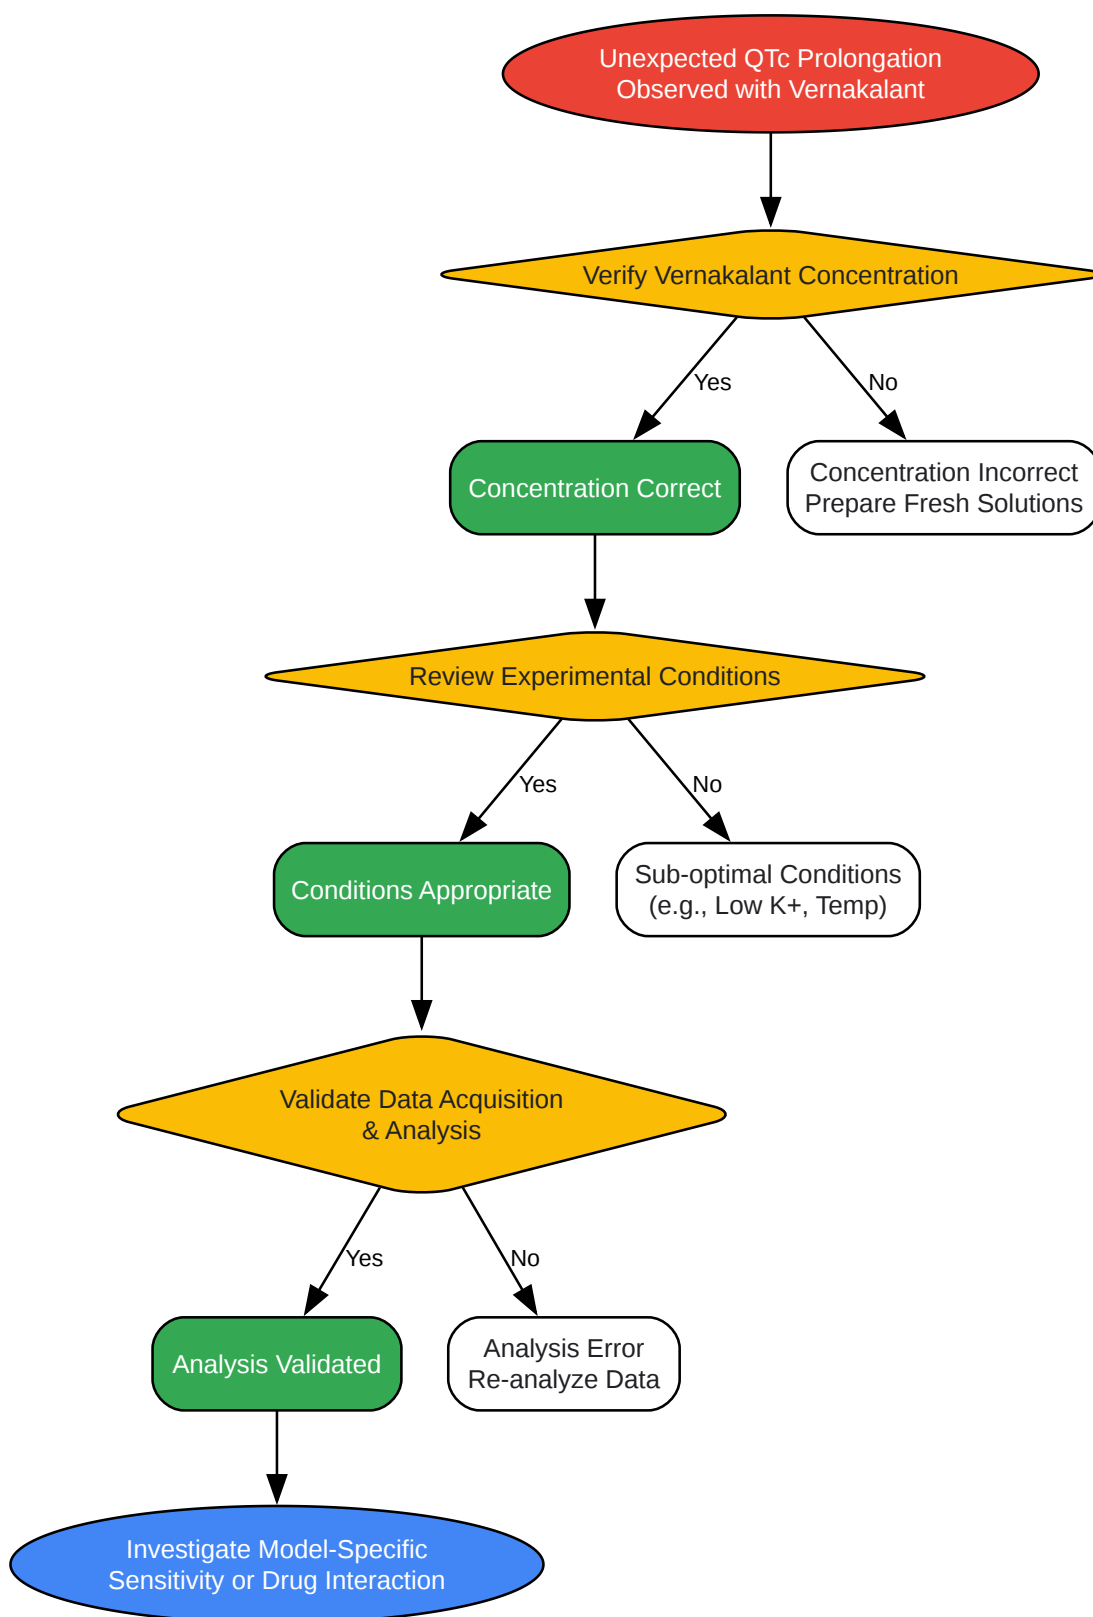 Unexpected QTc Prolongation
Observed with Vernakalant
Verify Vernakalant Concentration
Yes
No
Concentration Correct
Concentration Incorrect
Prepare Fresh Solutions
Review Experimental Conditions
Yes
No
Conditions Appropriate
Sub-optimal Conditions
(e.g., Low K+, Temp)
Validate Data Acquisition
& Analysis
Yes
No
Analysis Validated
Analysis Error
Re-analyze Data
Investigate Model-Specific
Sensitivity or Drug Interaction